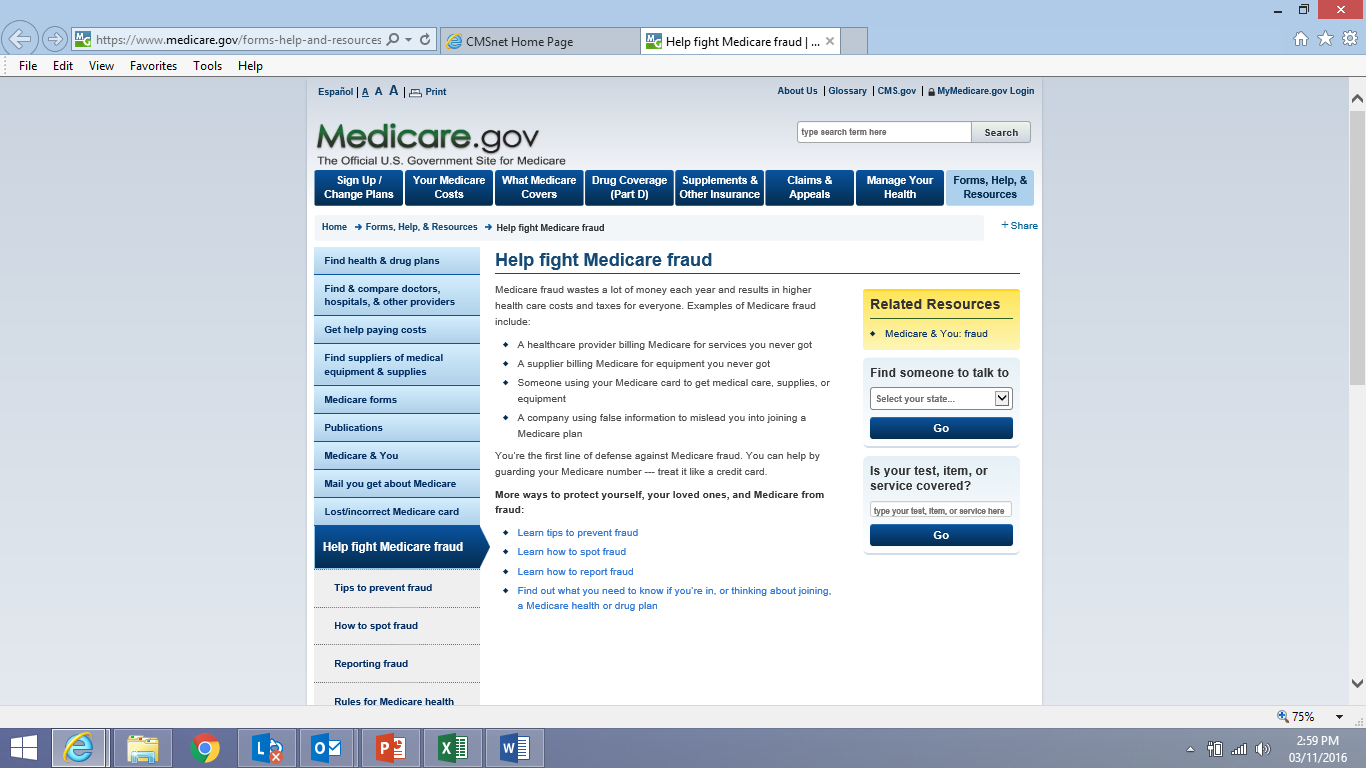 https://www.medicare.gov/forms-help-and-resources
CMSnet Home Page
Help fight Medicare fraud | ...
File Edit View Favorites Tools Help
Español | A A A | Print
About Us | Glossary | CMS.gov | MyMedicare.gov Login
Medicare.gov
The Official U.S. Government Site for Medicare
type search term here
Search
Sign Up /
Change Plans
Your Medicare
Costs
What Medicare
Covers
Drug Coverage
(Part D)
Supplements &
Other Insurance
Claims &
Appeals
Manage Your
Health
Forms, Help, &
Resources
Home → Forms, Help, & Resources → Help fight Medicare fraud
+ Share
Find health & drug plans
Find & compare doctors,
hospitals, & other providers
Get help paying costs
Find suppliers of medical
equipment & supplies
Medicare forms
Publications
Medicare & You
Mail you get about Medicare
Lost/incorrect Medicare card
Help fight Medicare fraud
Tips to prevent fraud
How to spot fraud
Reporting fraud
Rules for Medicare health
Help fight Medicare fraud
Medicare fraud wastes a lot of money each year and results in higher
health care costs and taxes for everyone. Examples of Medicare fraud
include:
A healthcare provider billing Medicare for services you never got
A supplier billing Medicare for equipment you never got
Someone using your Medicare card to get medical care, supplies, or
equipment
A company using false information to mislead you into joining a
Medicare plan
You're the first line of defense against Medicare fraud. You can help by
guarding your Medicare number --- treat it like a credit card.
More ways to protect yourself, your loved ones, and Medicare from
fraud:
Learn tips to prevent fraud
Learn how to spot fraud
Learn how to report fraud
Find out what you need to know if you're in, or thinking about joining,
a Medicare health or drug plan
Related Resources
Medicare & You: fraud
Find someone to talk to
Select your state...
Go
Is your test, item, or
service covered?
type your test, item, or service here
Go
75%
2:59 PM
03/11/2016